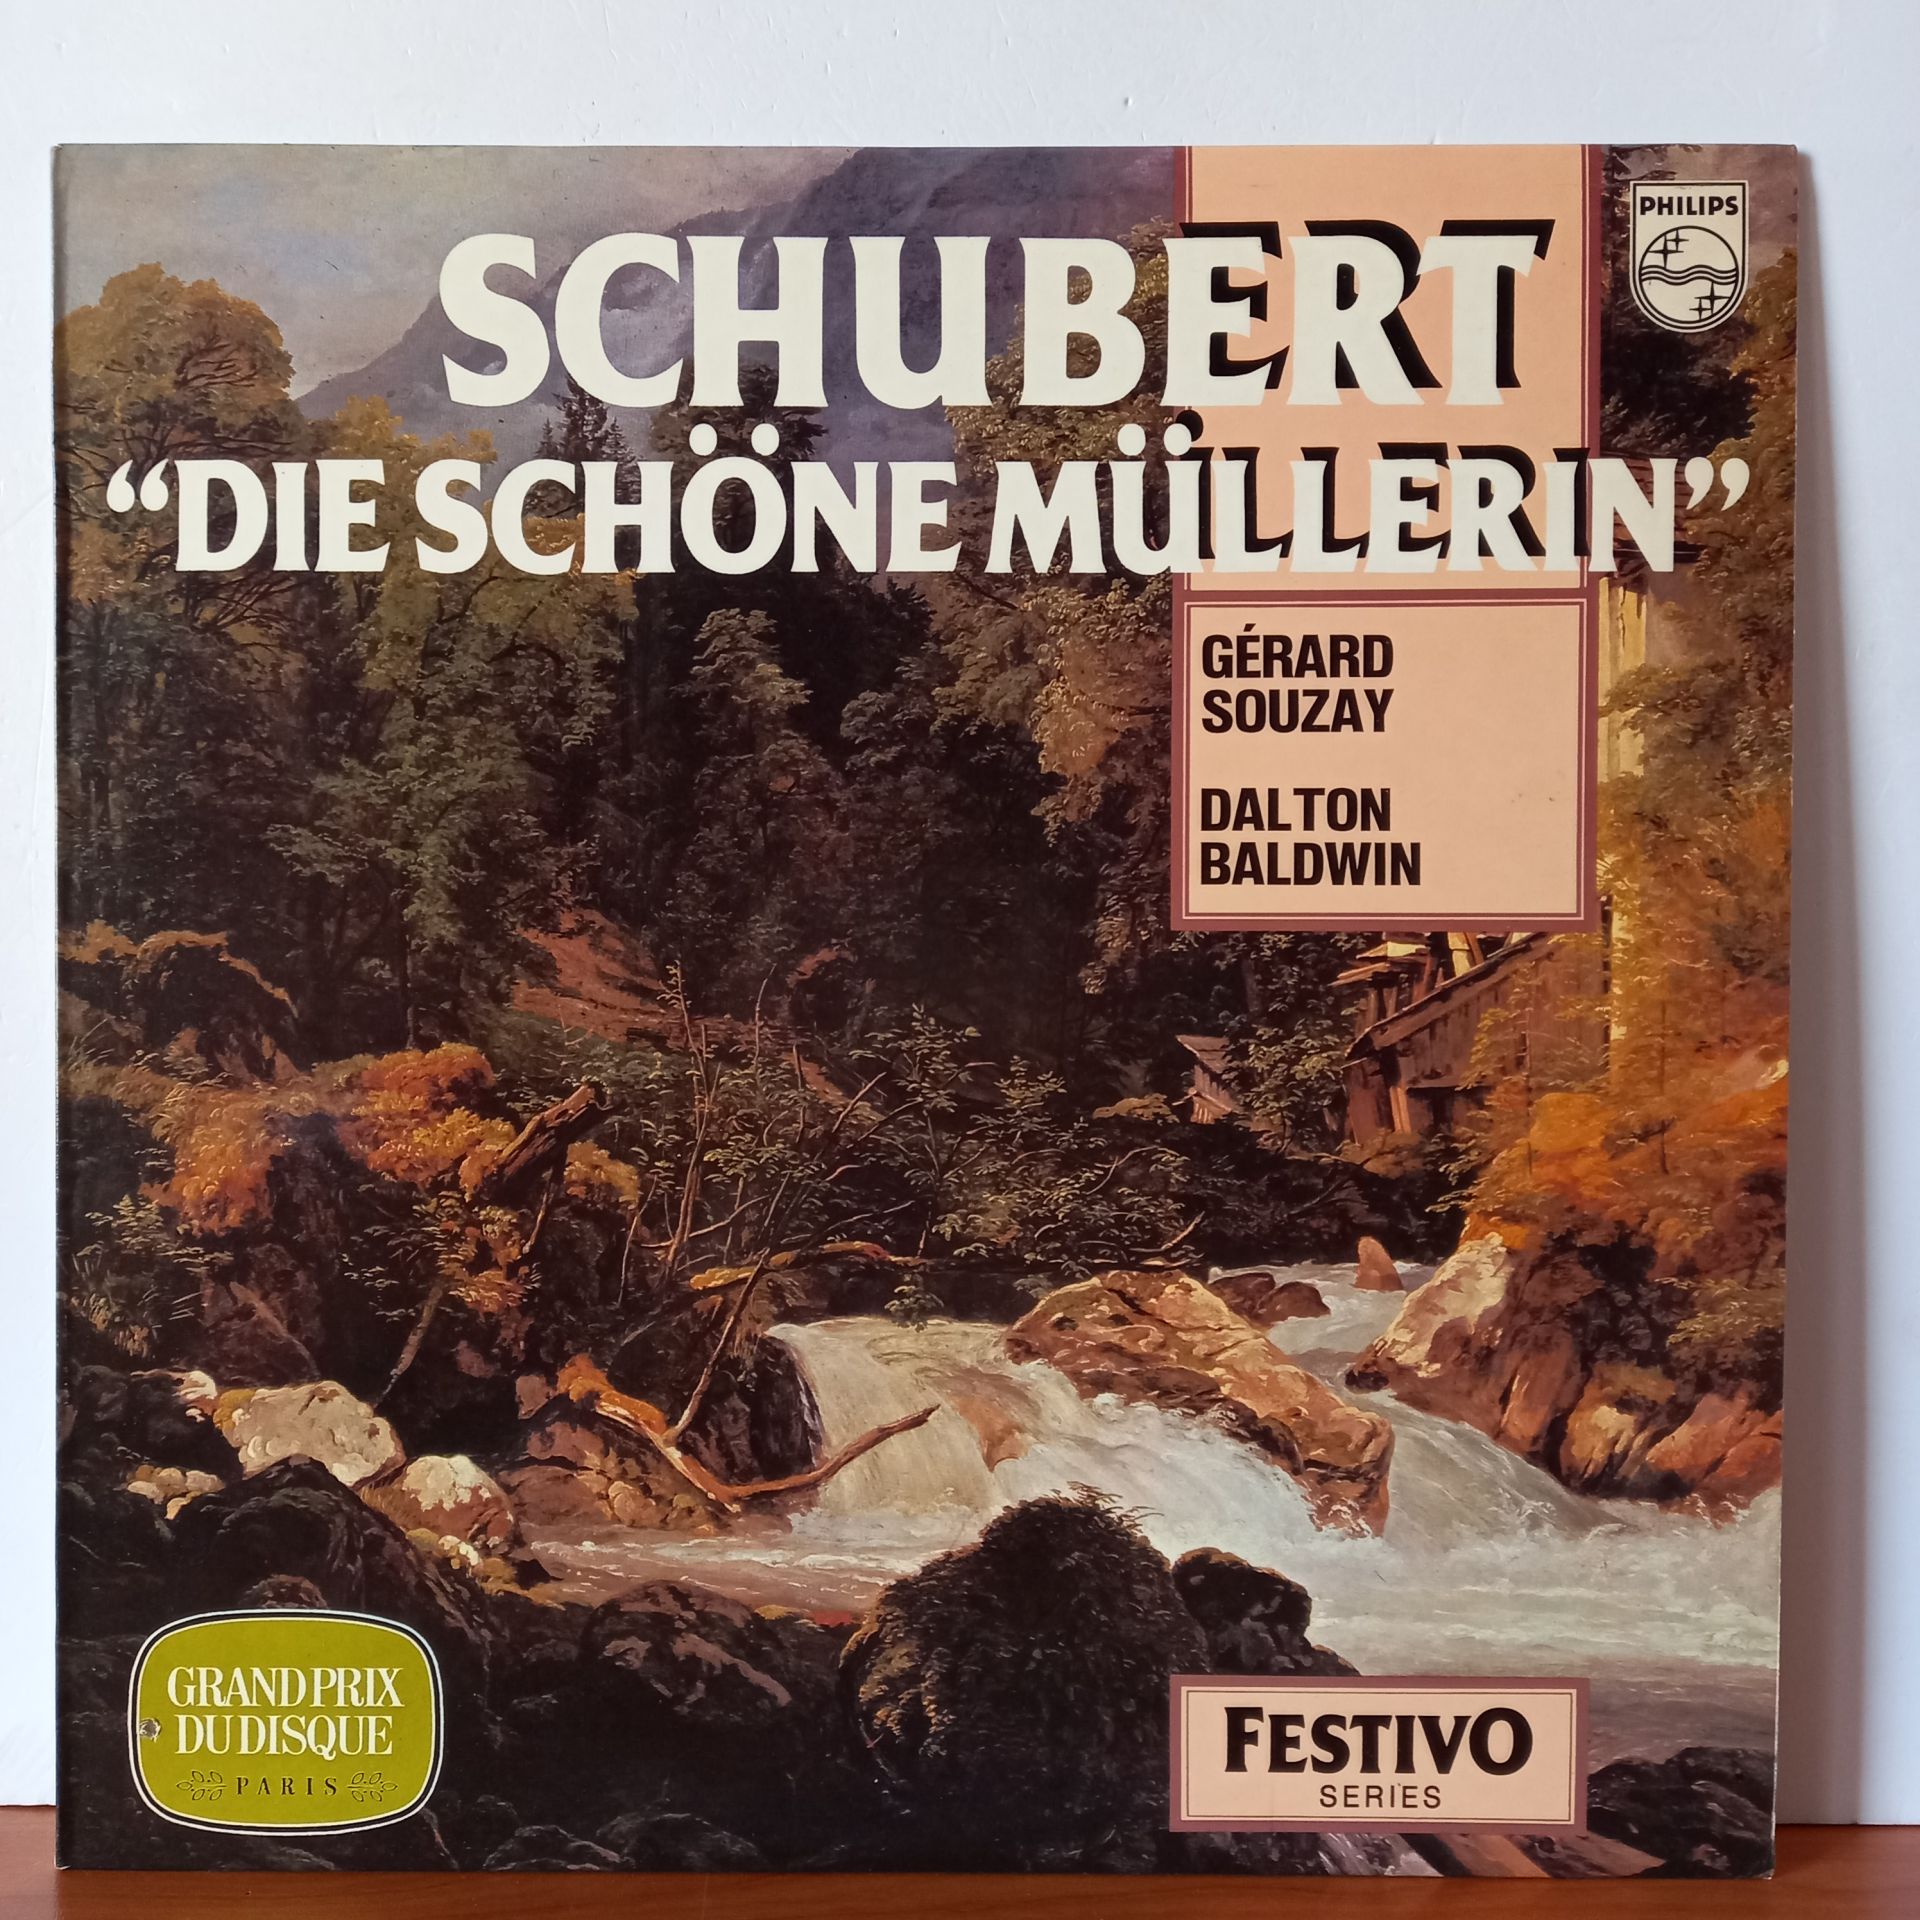 PHILIPS
SCHUBERT
“DIE SCHÖNE MÜLLERIN”
GÉRARD
SOUZAY
DALTON
BALDWIN
GRAND PRIX
DU DISQUE
PARIS
FESTIVO
SERIES